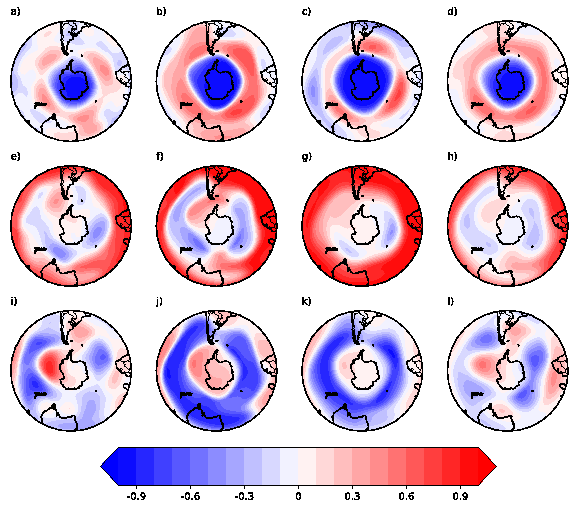 a) b) c) d)
e) f) g) h)
i) j) k) l)
-0.9 -0.6 -0.3 0 0.3 0.6 0.9